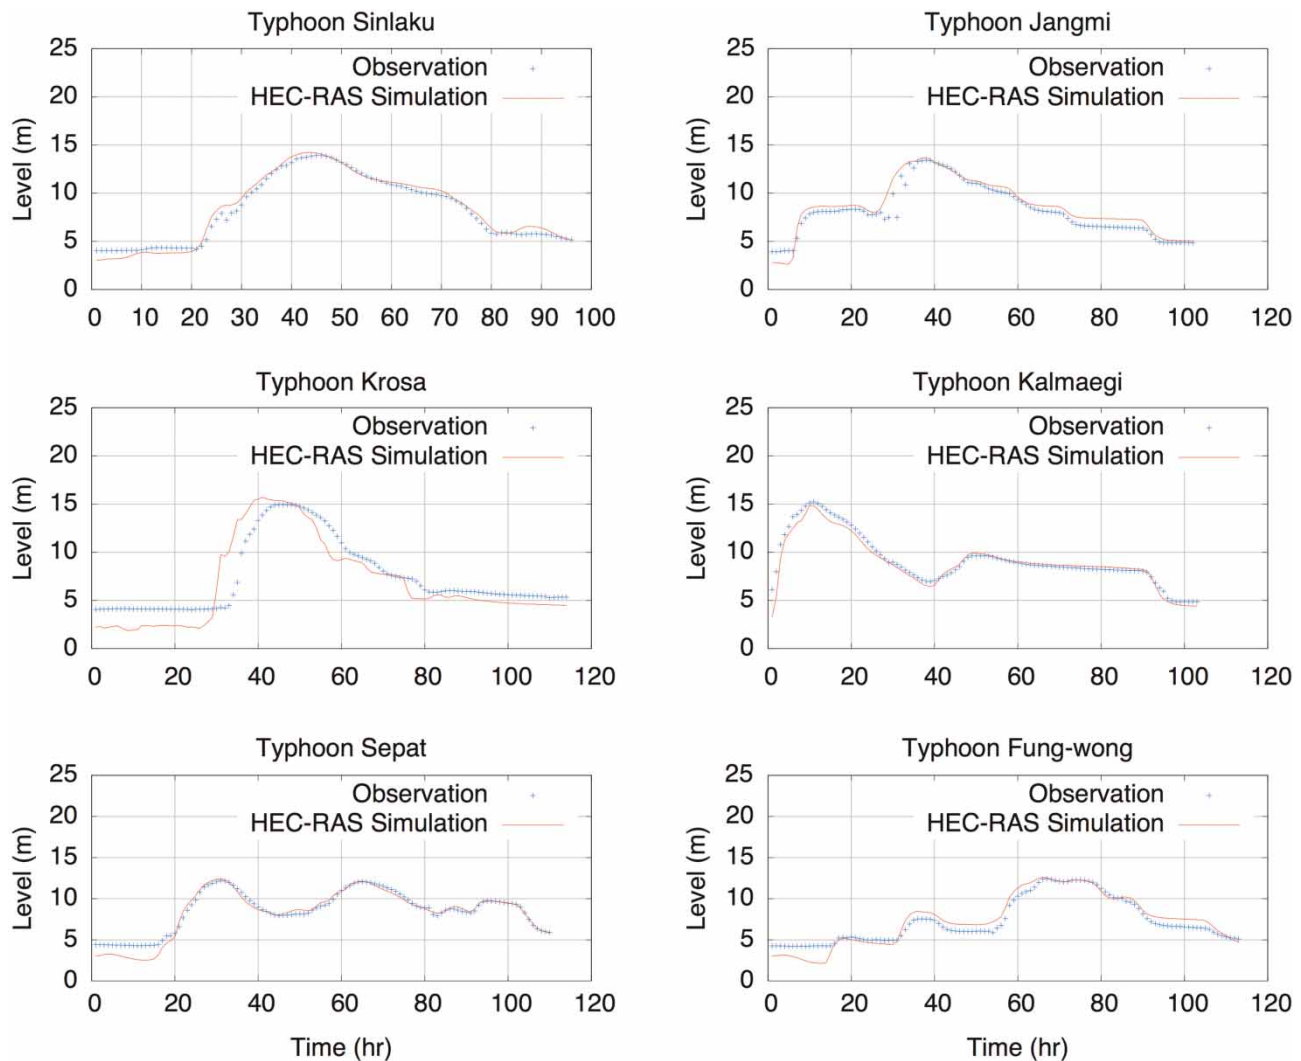 Typhoon Sinlaku
25
20
15
10
5
0
Level (m)
Observation
HEC-RAS Simulation
0 10 20 30 40 50 60 70 80 90 100
Typhoon Jangmi
25
20
15
10
5
0
Level (m)
Observation
HEC-RAS Simulation
0 20 40 60 80 100 120
Typhoon Krosa
25
20
15
10
5
0
Level (m)
Observation
HEC-RAS Simulation
0 20 40 60 80 100 120
Typhoon Kalmaegi
25
20
15
10
5
0
Level (m)
Observation
HEC-RAS Simulation
0 20 40 60 80 100 120
Typhoon Sepat
25
20
15
10
5
0
Level (m)
Observation
HEC-RAS Simulation
0 20 40 60 80 100 120
Time (hr)
Typhoon Fung-wong
25
20
15
10
5
0
Level (m)
Observation
HEC-RAS Simulation
0 20 40 60 80 100 120
Time (hr)